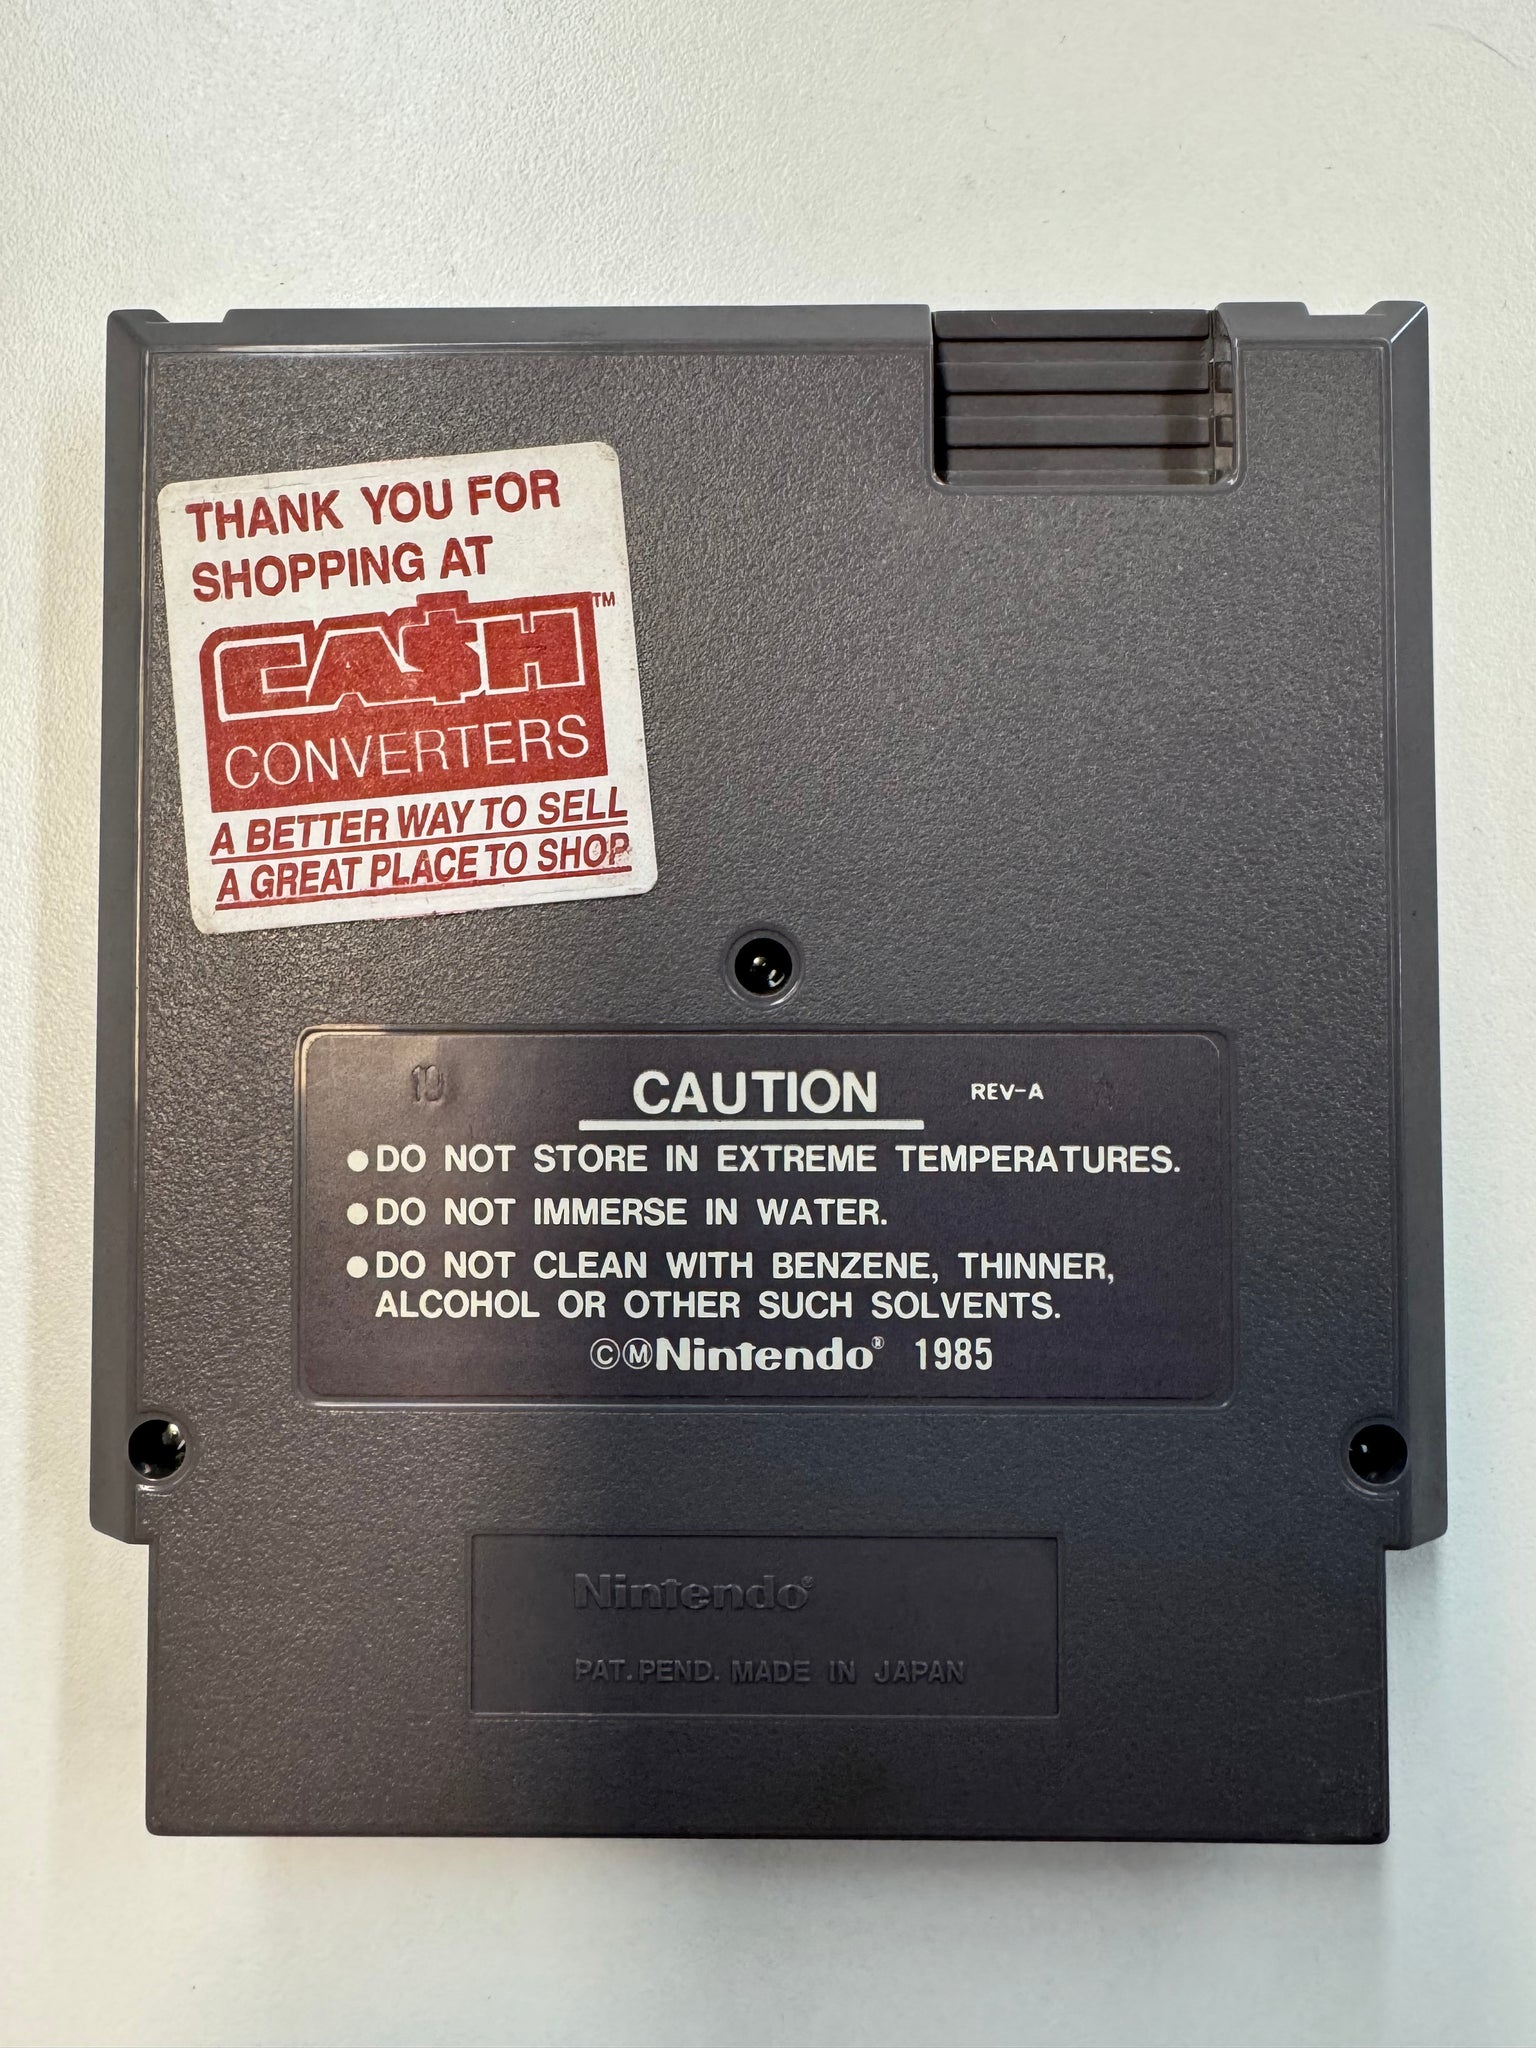 THANK YOU FOR
SHOPPING AT
CA$H™
CONVERTERS
A BETTER WAY TO SELL
A GREAT PLACE TO SHOP
10
CAUTION REV-A
●DO NOT STORE IN EXTREME TEMPERATURES.
●DO NOT IMMERSE IN WATER.
●DO NOT CLEAN WITH BENZENE, THINNER,
ALCOHOL OR OTHER SUCH SOLVENTS.
©ⓂNintendo® 1985
Nintendo®
PAT. PEND. MADE IN JAPAN